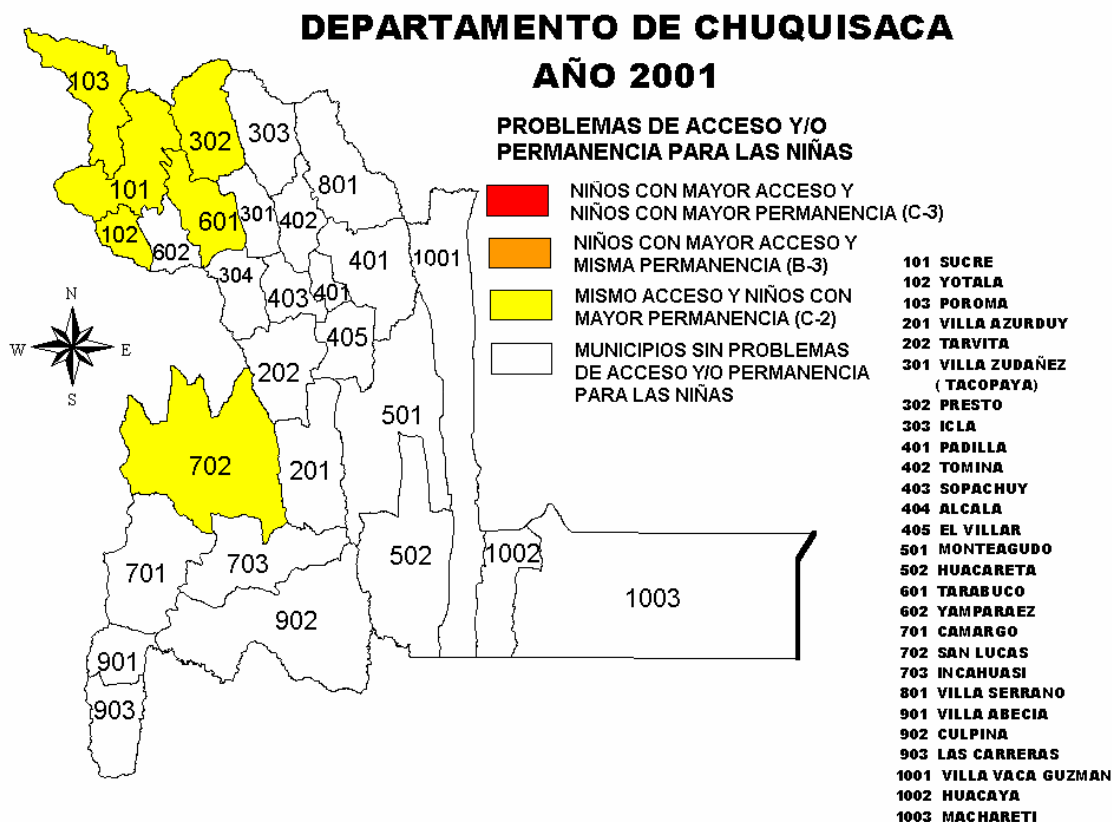 DEPARTAMENTO DE CHUQUISACA
AÑO 2001
PROBLEMAS DE ACCESO Y/O
PERMANENCIA PARA LAS NIÑAS
NIÑOS CON MAYOR ACCESO Y
NIÑOS CON MAYOR PERMANENCIA (C-3)
NIÑOS CON MAYOR ACCESO Y
MISMA PERMANENCIA (B-3)
MISMO ACCESO Y NIÑOS CON
MAYOR PERMANENCIA (C-2)
MUNICIPIOS SIN PROBLEMAS
DE ACCESO Y/O PERMANENCIA
PARA LAS NIÑAS
103
302
303
801
101
601
301
402
102
602
304
403
401
401
1001
405
202
501
702
201
502
1002
701
703
1003
902
901
903
N
W
E
S
101 SUCRE
102 YOTALA
103 POROMA
201 VILLA AZURDUY
202 TARVITA
301 VILLA ZUDAÑEZ
( TACOPAYA)
302 PRESTO
303 ICLA
401 PADILLA
402 TOMINA
403 SOPACHUY
404 ALCALA
405 EL VILLAR
501 MONTEAGUDO
502 HUACARETA
601 TARABUCO
602 YAMPARAEZ
701 CAMARGO
702 SAN LUCAS
703 INCAHUASI
801 VILLA SERRANO
901 VILLA ABECIA
902 CULPINA
903 LAS CARRERAS
1001 VILLA VACA GUZMAN
1002 HUACAYA
1003 MACHARETI